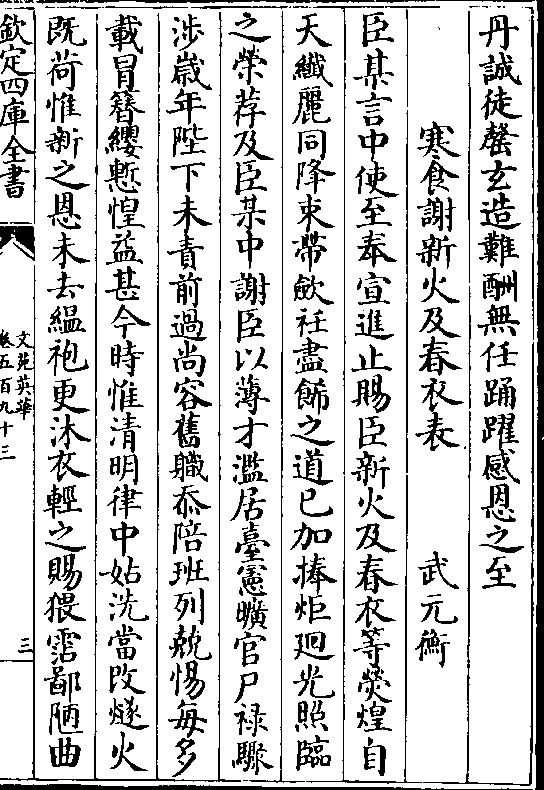 丹誠徒罄玄造難酬無任踊躍感恩之至
寒食謝新火及春衣表　武元衡
臣某言中使至奉宣進止賜臣新火及春衣等熒煌自
天纖麗同降束帶斂衽盡飾之道已加捧炬廻光照臨
之榮荐及臣某中謝臣以薄才濫居臺憲曠官尸祿驟
涉歲年陛下未責前過尚容舊職忝陪班列兢惕每多
載冒簪纓慙惶益甚今時惟清明律中姑洗當改燧火
既荷惟新之恩未去縕袍更沐衣輕之賜猥霑鄙陋曲
欽定四庫全書
文苑英華
卷五百九十三
三